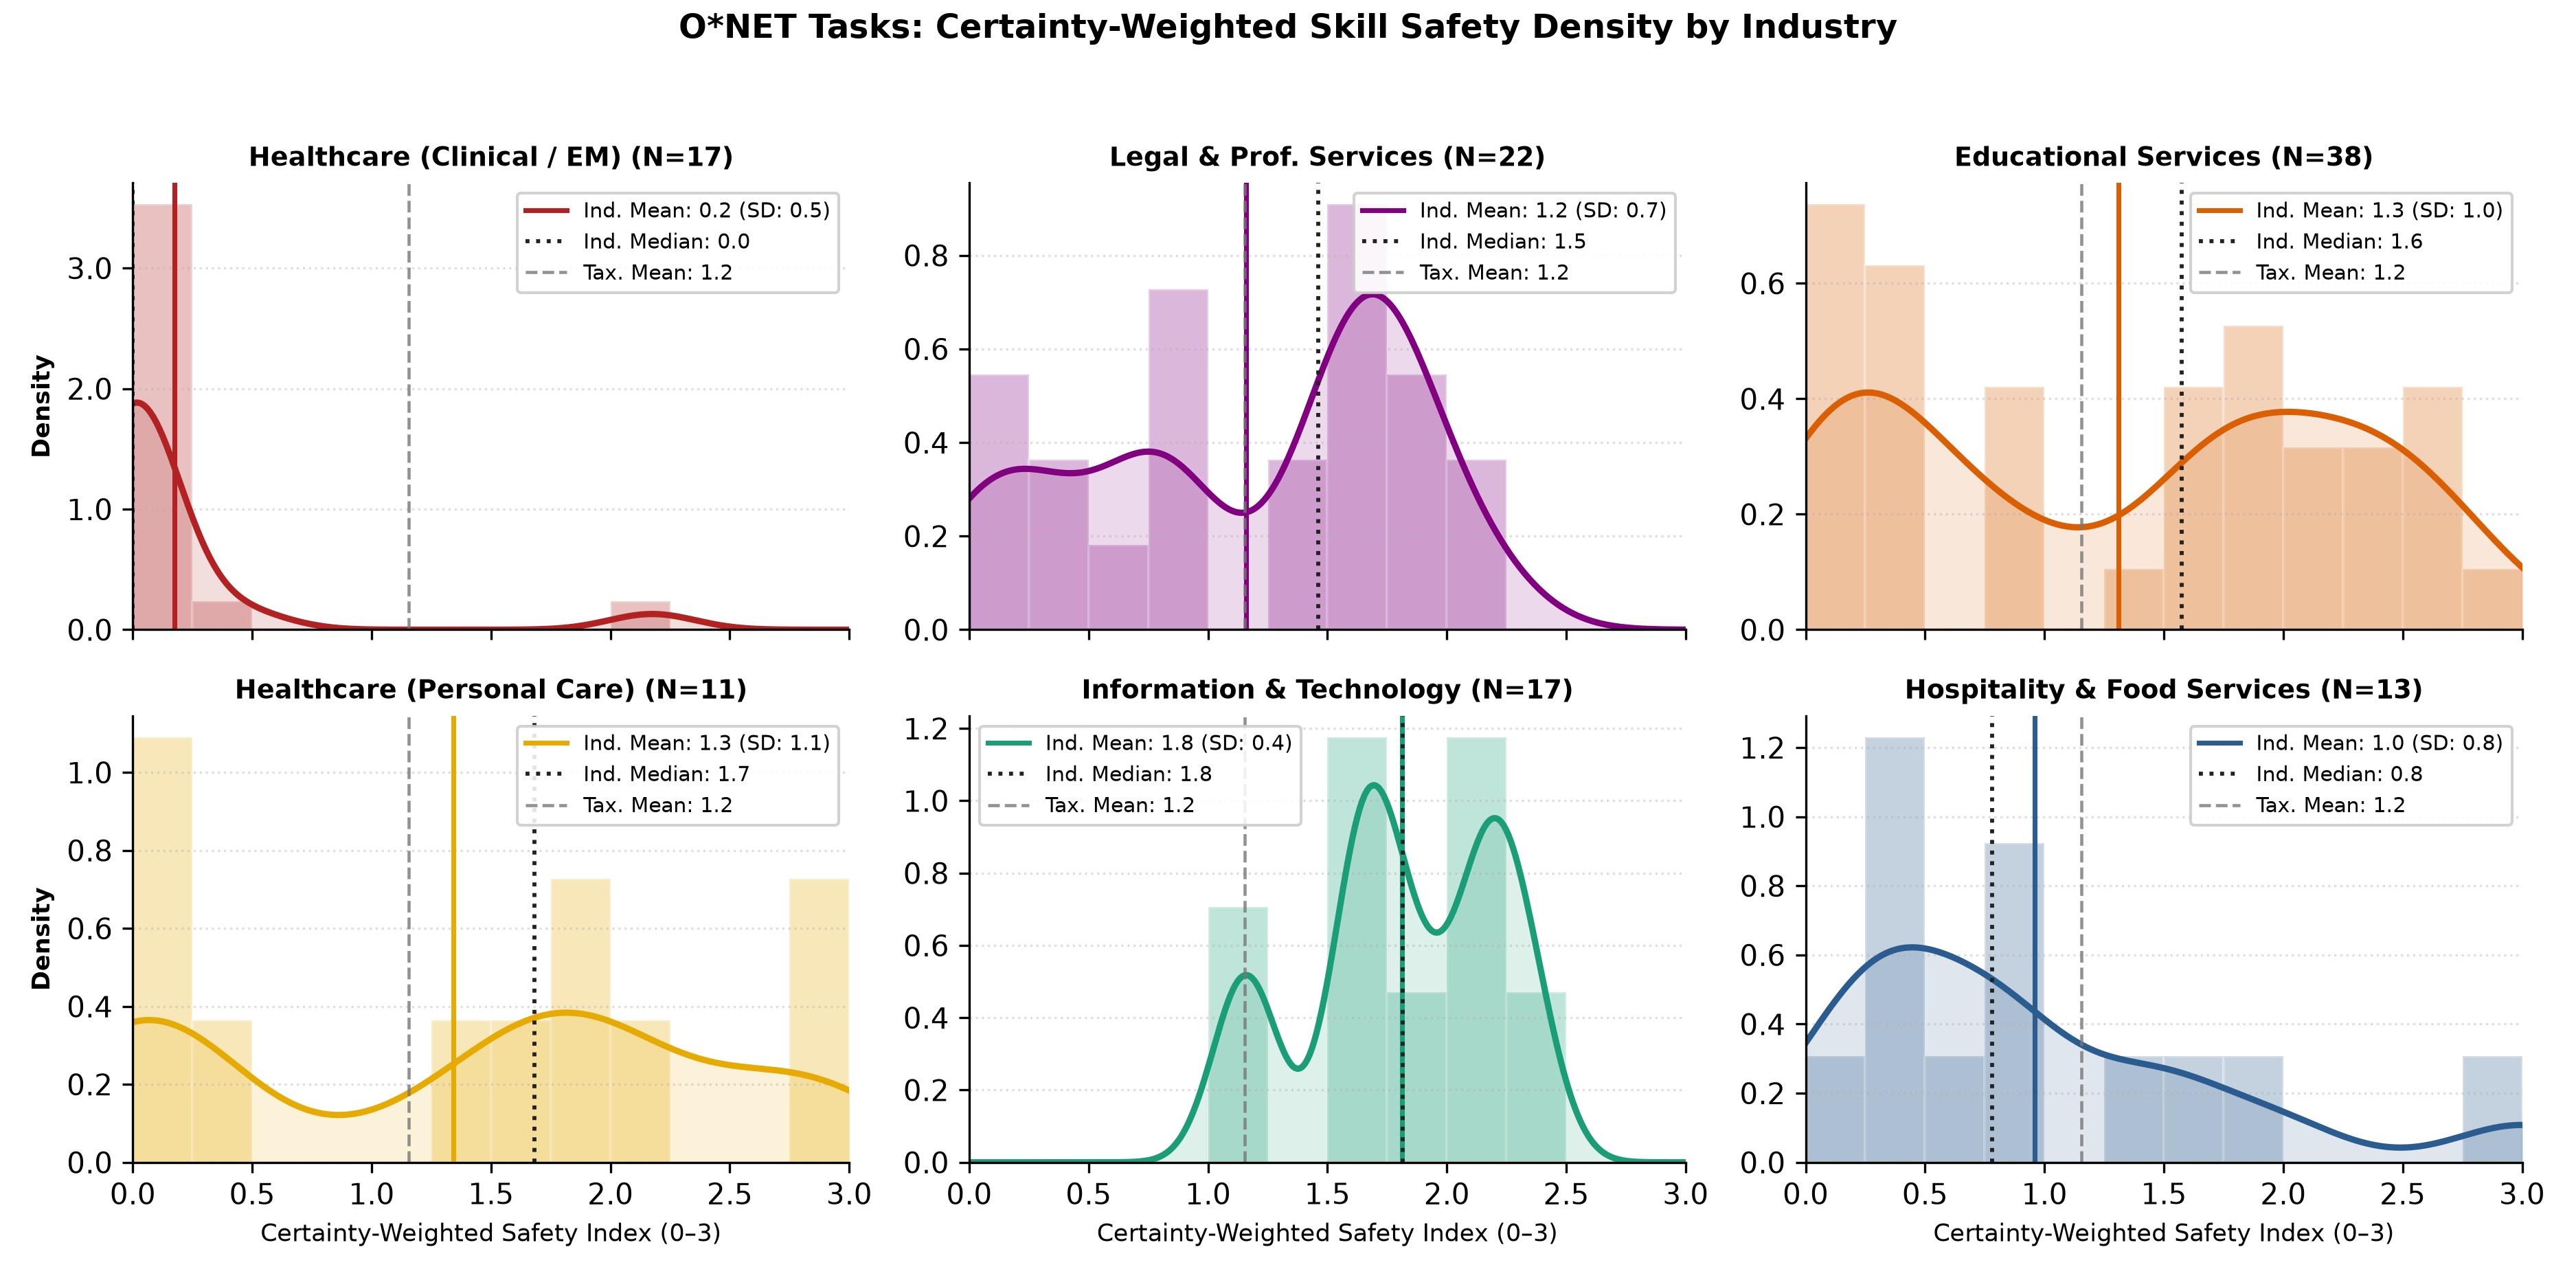 O*NET Tasks: Certainty-Weighted Skill Safety Density by Industry
Healthcare (Clinical / EM) (N=17)
Density
3.0
2.0
1.0
0.0
Ind. Mean: 0.2 (SD: 0.5)
Ind. Median: 0.0
Tax. Mean: 1.2
Legal & Prof. Services (N=22)
0.8
0.6
0.4
0.2
0.0
Ind. Mean: 1.2 (SD: 0.7)
Ind. Median: 1.5
Tax. Mean: 1.2
Educational Services (N=38)
0.6
0.4
0.2
0.0
Ind. Mean: 1.3 (SD: 1.0)
Ind. Median: 1.6
Tax. Mean: 1.2
Healthcare (Personal Care) (N=11)
Density
1.0
0.8
0.6
0.4
0.2
0.0
Ind. Mean: 1.3 (SD: 1.1)
Ind. Median: 1.7
Tax. Mean: 1.2
0.0 0.5 1.0 1.5 2.0 2.5 3.0
Certainty-Weighted Safety Index (0–3)
Information & Technology (N=17)
1.2
1.0
0.8
0.6
0.4
0.2
0.0
Ind. Mean: 1.8 (SD: 0.4)
Ind. Median: 1.8
Tax. Mean: 1.2
0.0 0.5 1.0 1.5 2.0 2.5 3.0
Certainty-Weighted Safety Index (0–3)
Hospitality & Food Services (N=13)
1.2
1.0
0.8
0.6
0.4
0.2
0.0
Ind. Mean: 1.0 (SD: 0.8)
Ind. Median: 0.8
Tax. Mean: 1.2
0.0 0.5 1.0 1.5 2.0 2.5 3.0
Certainty-Weighted Safety Index (0–3)